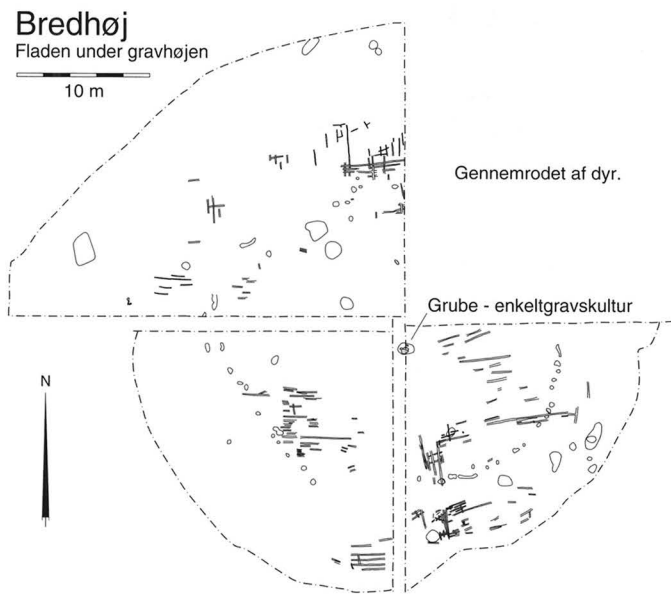 Bredhøj
Fladen under gravhøjen
10 m
Gennemrodet af dyr.
Grube - enkeltgravskultur
N